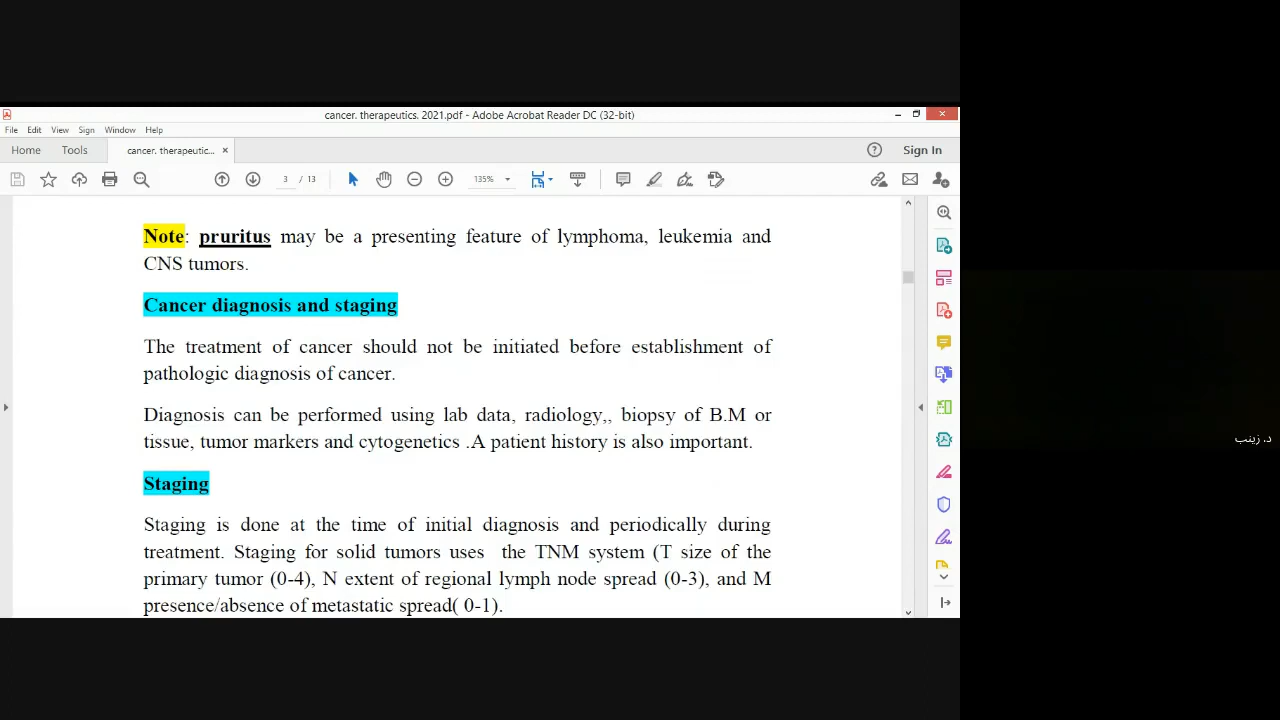 cancer. therapeutics. 2021.pdf - Adobe Acrobat Reader DC (32-bit)
File Edit View Sign Window Help
Home Tools cancer. therapeutic... × Sign In
3 / 13 135%
Note: pruritus may be a presenting feature of lymphoma, leukemia and
CNS tumors.
Cancer diagnosis and staging
The treatment of cancer should not be initiated before establishment of
pathologic diagnosis of cancer.
Diagnosis can be performed using lab data, radiology,, biopsy of B.M or
tissue, tumor markers and cytogenetics .A patient history is also important.
د. زينب
Staging
Staging is done at the time of initial diagnosis and periodically during
treatment. Staging for solid tumors uses the TNM system (T size of the
primary tumor (0-4), N extent of regional lymph node spread (0-3), and M
presence/absence of metastatic spread( 0-1).